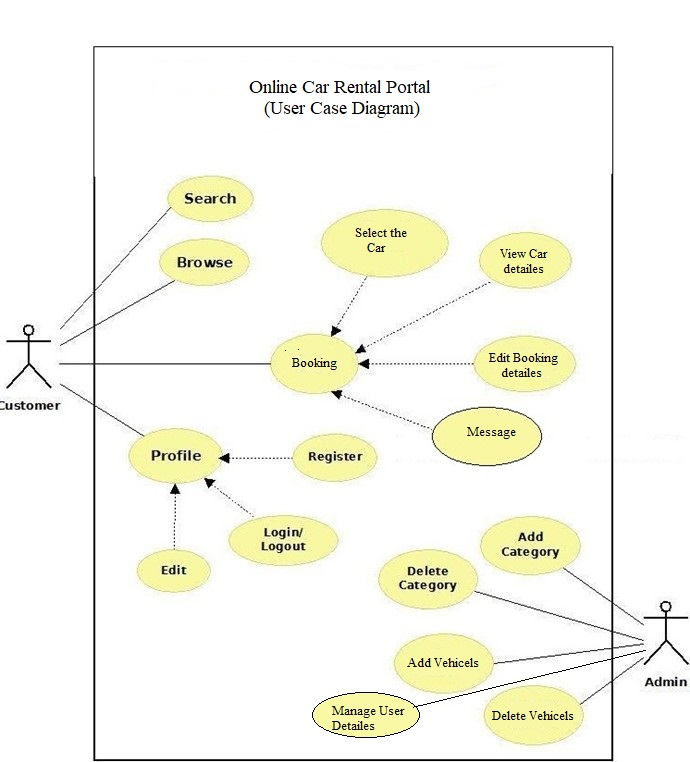 Online Car Rental Portal
(User Case Diagram)
Search
Browse
Select the
Car
View Car
detailes
Booking
Edit Booking
detailes
Customer
Message
Profile
Register
Login/
Logout
Edit
Add
Category
Delete
Category
Add Vehicels
Admin
Manage User
Detailes
Delete Vehicels